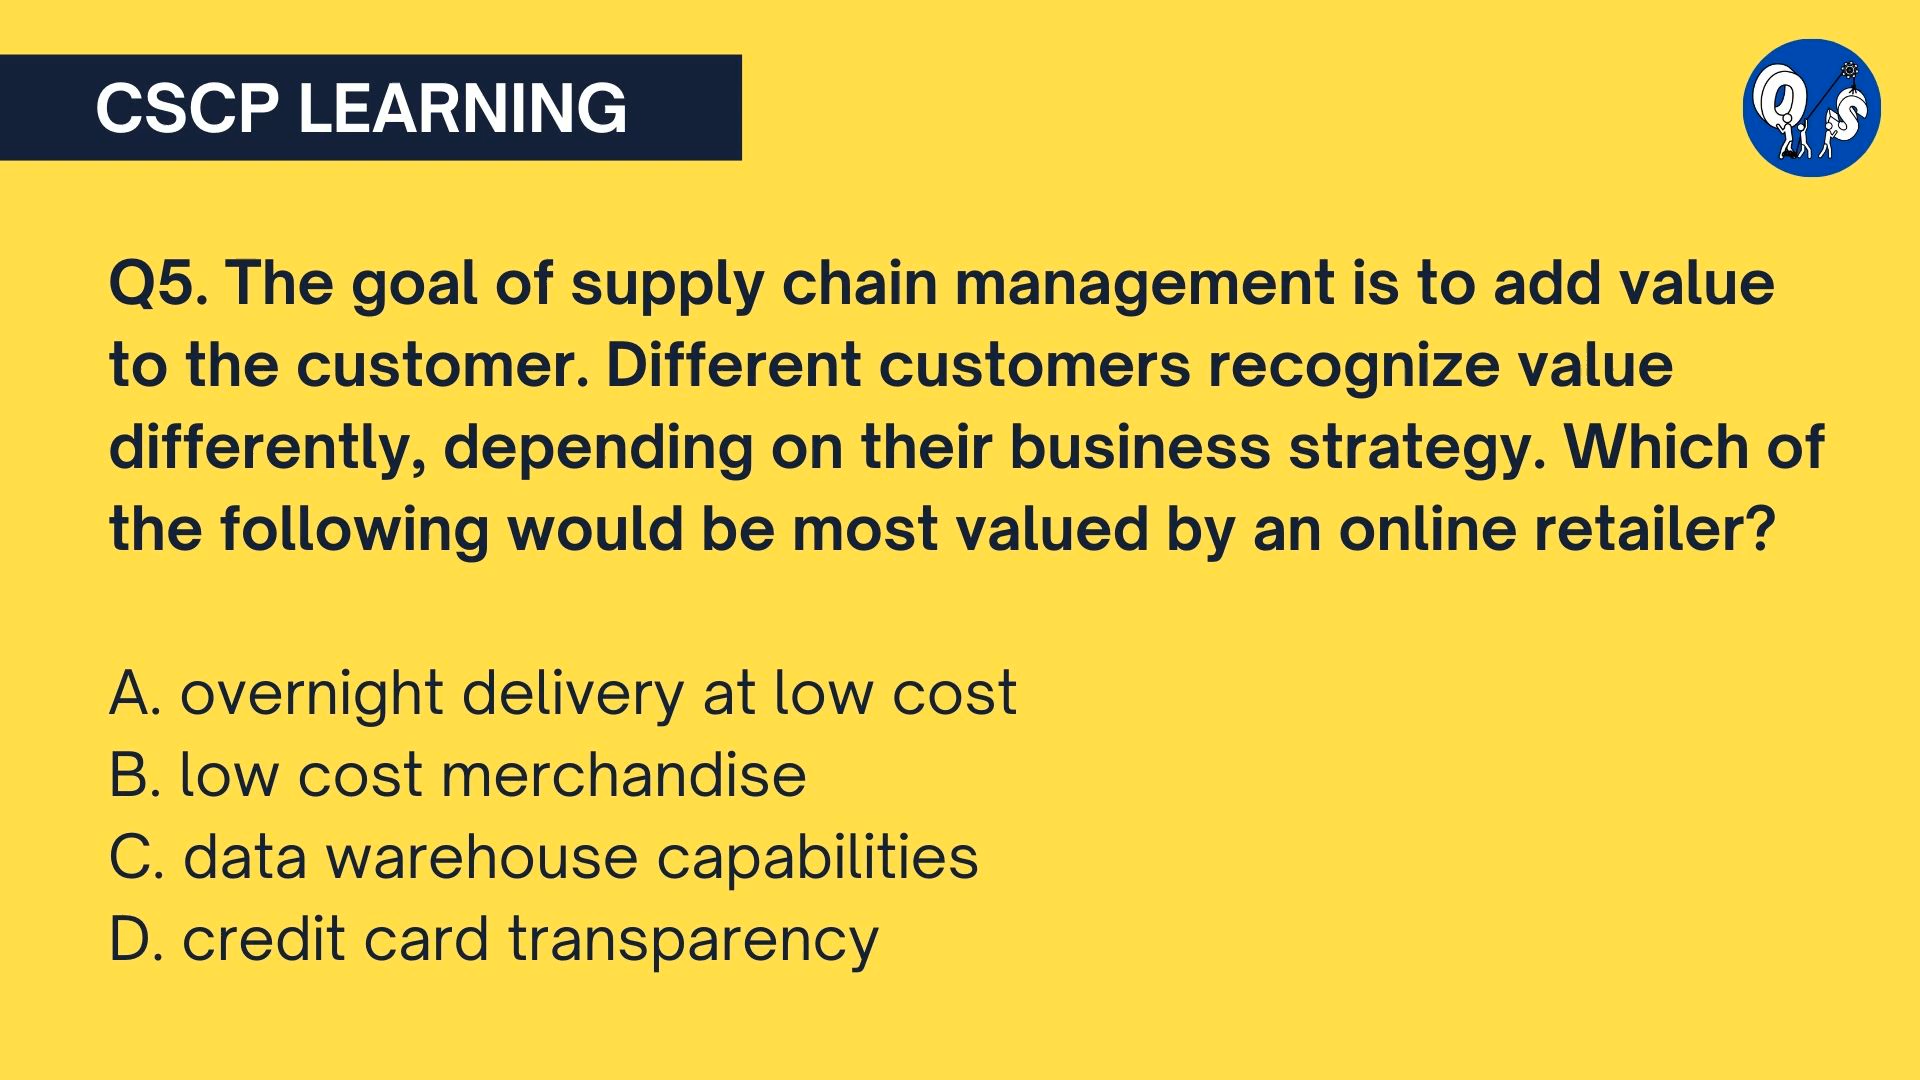 CSCP LEARNING
Q S
Q5. The goal of supply chain management is to add value
to the customer. Different customers recognize value
differently, depending on their business strategy. Which of
the following would be most valued by an online retailer?
A. overnight delivery at low cost
B. low cost merchandise
C. data warehouse capabilities
D. credit card transparency